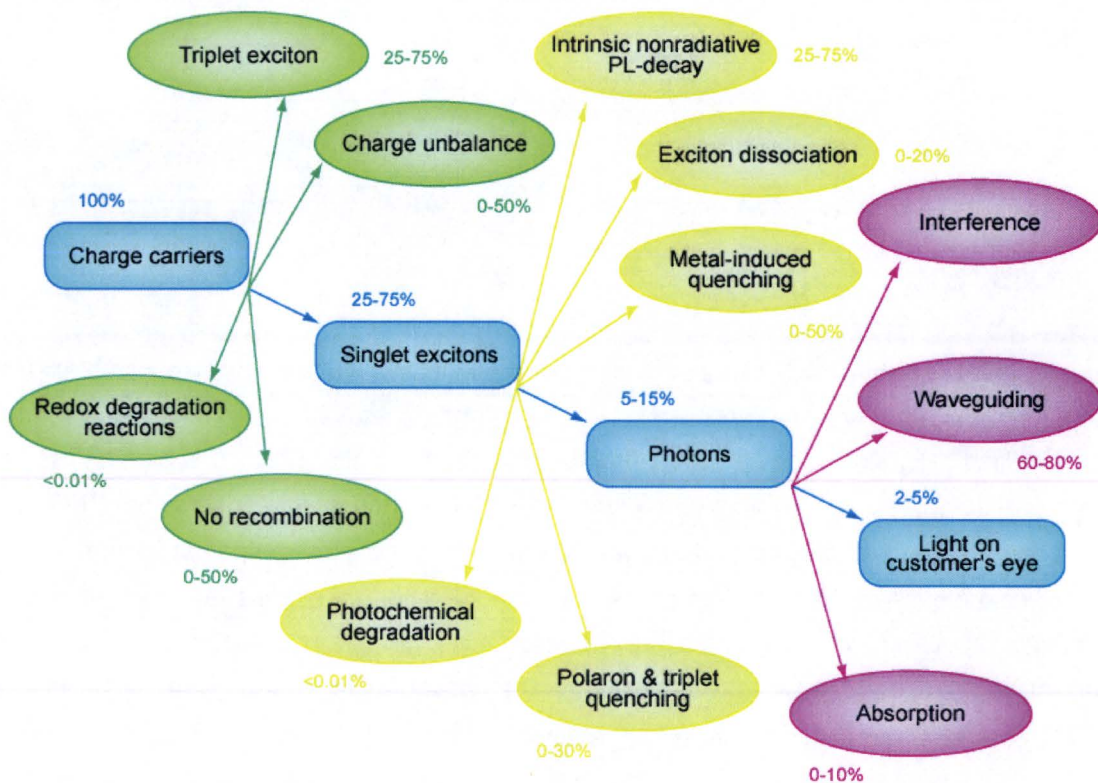 Triplet exciton
25-75%
Charge unbalance
0-50%
100%
Charge carriers
25-75%
Singlet excitons
Redox degradation
reactions
<0.01%
No recombination
0-50%
Intrinsic nonradiative
PL-decay
25-75%
Exciton dissociation
0-20%
Metal-induced
quenching
0-50%
5-15%
Photons
Photochemical
degradation
<0.01%
Polaron & triplet
quenching
0-30%
Interference
Waveguiding
60-80%
2-5%
Light on
customer's eye
Absorption
0-10%